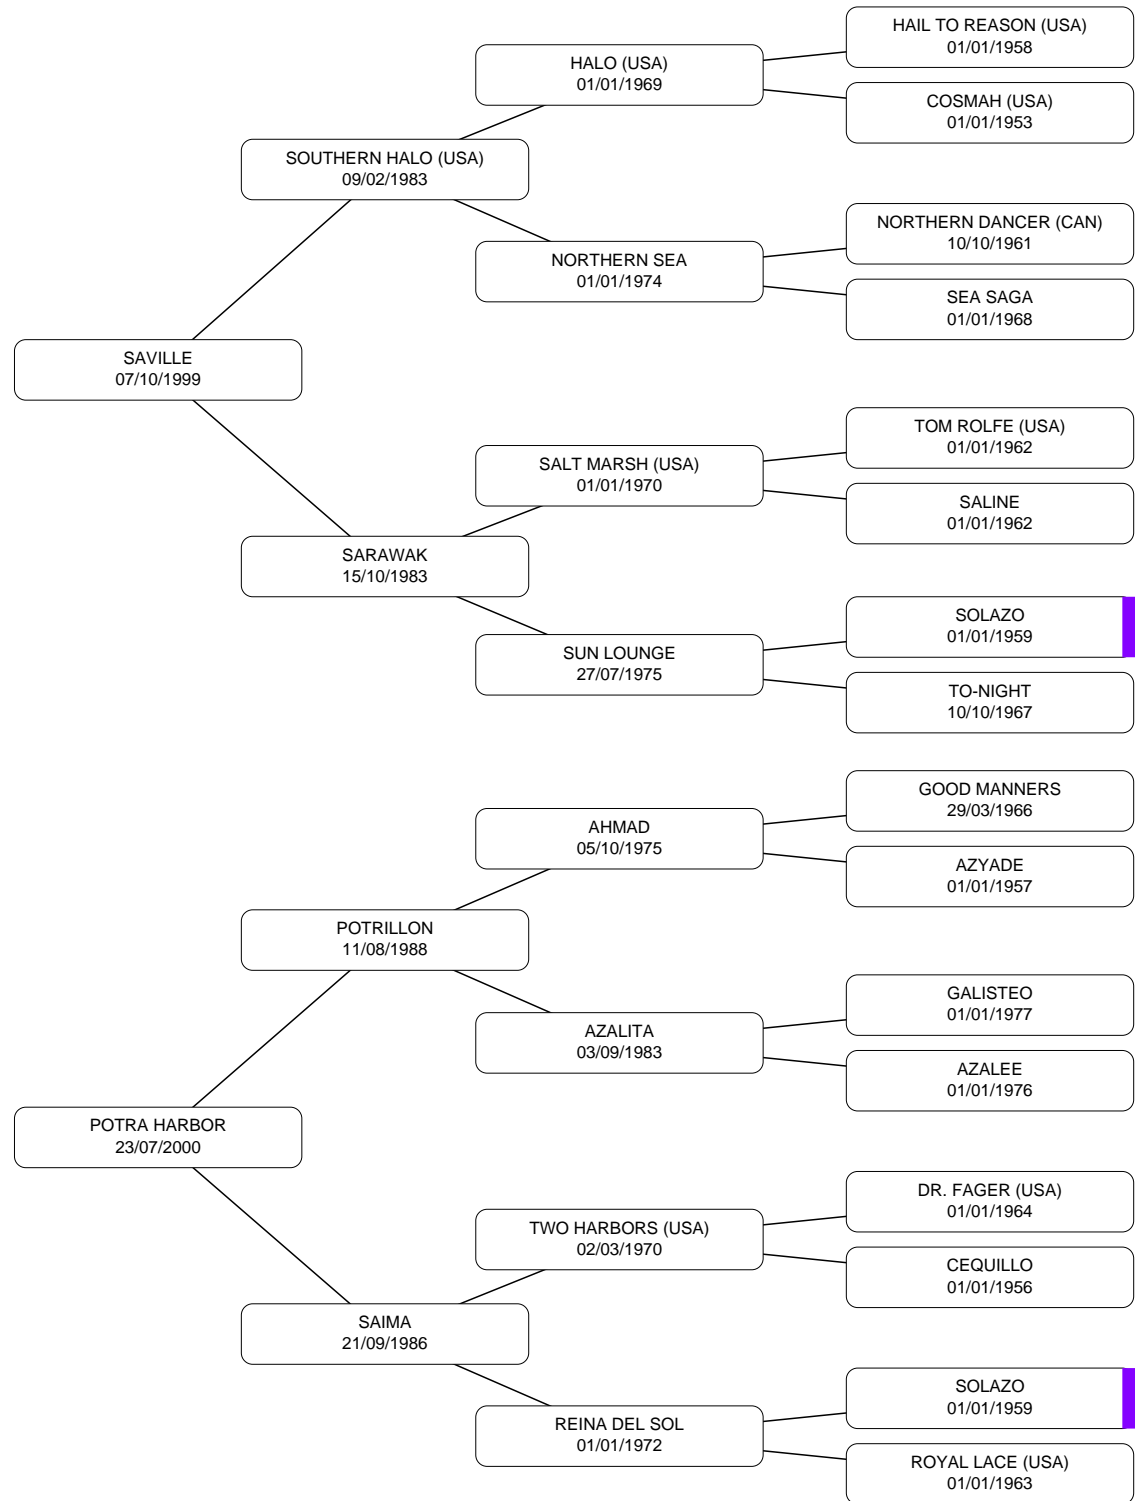 HAIL TO REASON (USA)
01/01/1958
HALO (USA)
01/01/1969
COSMAH (USA)
01/01/1953
SOUTHERN HALO (USA)
09/02/1983
NORTHERN DANCER (CAN)
10/10/1961
NORTHERN SEA
01/01/1974
SEA SAGA
01/01/1968
SAVILLE
07/10/1999
TOM ROLFE (USA)
01/01/1962
SALT MARSH (USA)
01/01/1970
SALINE
01/01/1962
SARAWAK
15/10/1983
SOLAZO
01/01/1959
SUN LOUNGE
27/07/1975
TO-NIGHT
10/10/1967
GOOD MANNERS
29/03/1966
AHMAD
05/10/1975
AZYADE
01/01/1957
POTRILLON
11/08/1988
GALISTEO
01/01/1977
AZALITA
03/09/1983
AZALEE
01/01/1976
POTRA HARBOR
23/07/2000
DR. FAGER (USA)
01/01/1964
TWO HARBORS (USA)
02/03/1970
CEQUILLO
01/01/1956
SAIMA
21/09/1986
SOLAZO
01/01/1959
REINA DEL SOL
01/01/1972
ROYAL LACE (USA)
01/01/1963